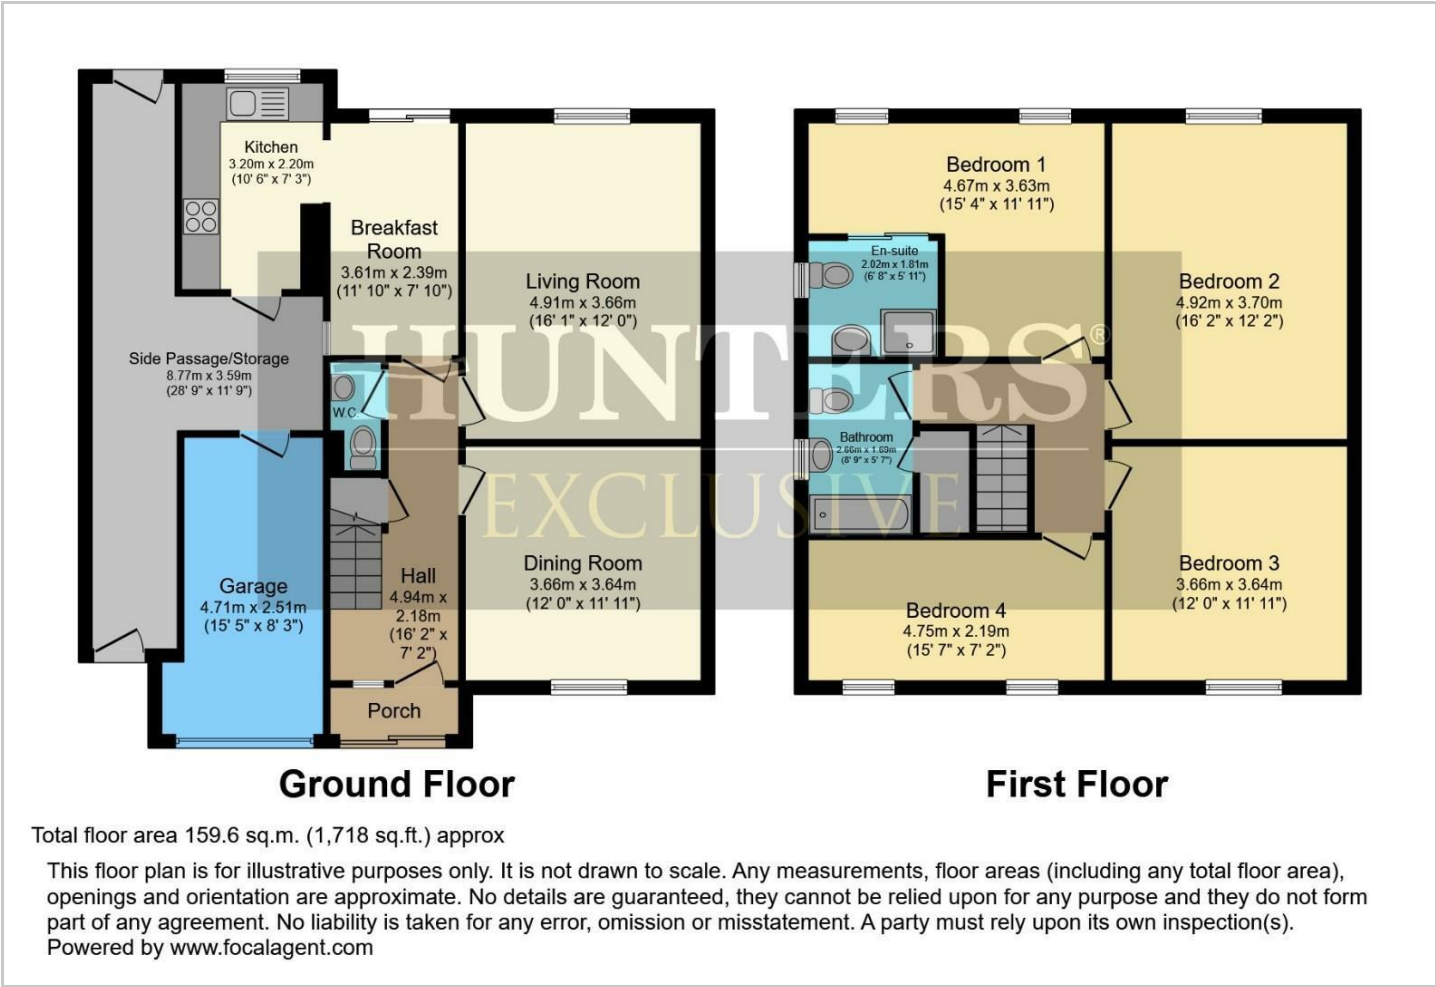 Kitchen
3.20m x 2.20m
(10' 6" x 7' 3")
Breakfast
Room
3.61m x 2.39m
(11' 10" x 7' 10")
Living Room
4.91m x 3.66m
(16' 1" x 12' 0")
Side Passage/Storage
8.77m x 3.59m
(28' 9" x 11' 9")
W.C.
Garage
4.71m x 2.51m
(15' 5" x 8' 3")
Hall
4.94m x
2.18m
(16' 2" x
7' 2")
Dining Room
3.66m x 3.64m
(12' 0" x 11' 11")
Porch
Ground Floor
Bedroom 1
4.67m x 3.63m
(15' 4" x 11' 11")
En-suite
2.02m x 1.81m
(6' 8" x 5' 11")
Bedroom 2
4.92m x 3.70m
(16' 2" x 12' 2")
Bathroom
2.66m x 1.69m
(8' 9" x 5' 7")
Bedroom 3
3.66m x 3.64m
(12' 0" x 11' 11")
Bedroom 4
4.75m x 2.19m
(15' 7" x 7' 2")
First Floor
HUNTERS®
EXCLUSIVE
Total floor area 159.6 sq.m. (1,718 sq.ft.) approx
This floor plan is for illustrative purposes only. It is not drawn to scale. Any measurements, floor areas (including any total floor area),
openings and orientation are approximate. No details are guaranteed, they cannot be relied upon for any purpose and they do not form
part of any agreement. No liability is taken for any error, omission or misstatement. A party must rely upon its own inspection(s).
Powered by www.focalagent.com